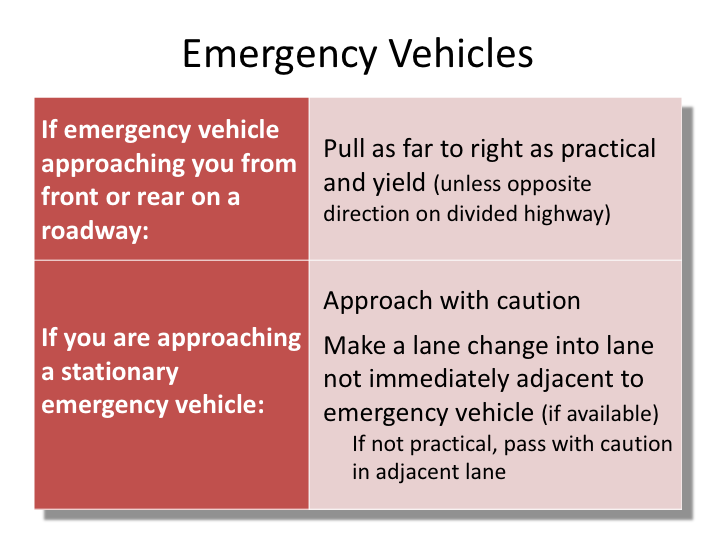 Emergency Vehicles
If emergency vehicle
approaching you from
front or rear on a
roadway:
Pull as far to right as practical
and yield (unless opposite
direction on divided highway)
If you are approaching
a stationary
emergency vehicle:
Approach with caution
Make a lane change into lane
not immediately adjacent to
emergency vehicle (if available)
If not practical, pass with caution
in adjacent lane